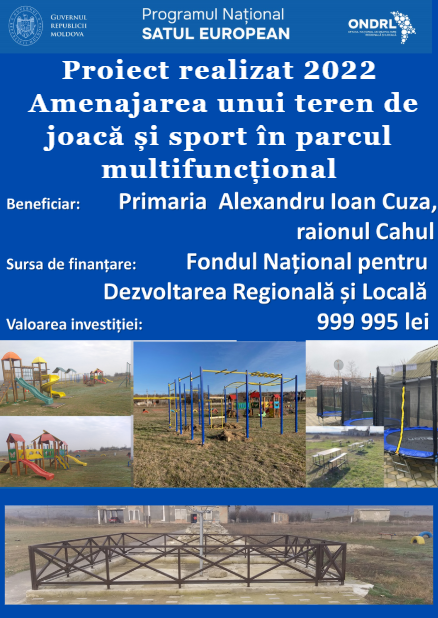 GUVERNUL
REPUBLICII
MOLDOVA
Programul Național
SATUL EUROPEAN
ONDRL
Proiect realizat 2022
Amenajarea unui teren de
joacă și sport în parcul
multifuncțional
Beneficiar: Primaria Alexandru Ioan Cuza,
raionul Cahul
Sursa de finanțare: Fondul Național pentru
Dezvoltarea Regională și Locală
Valoarea investiției: 999 995 lei